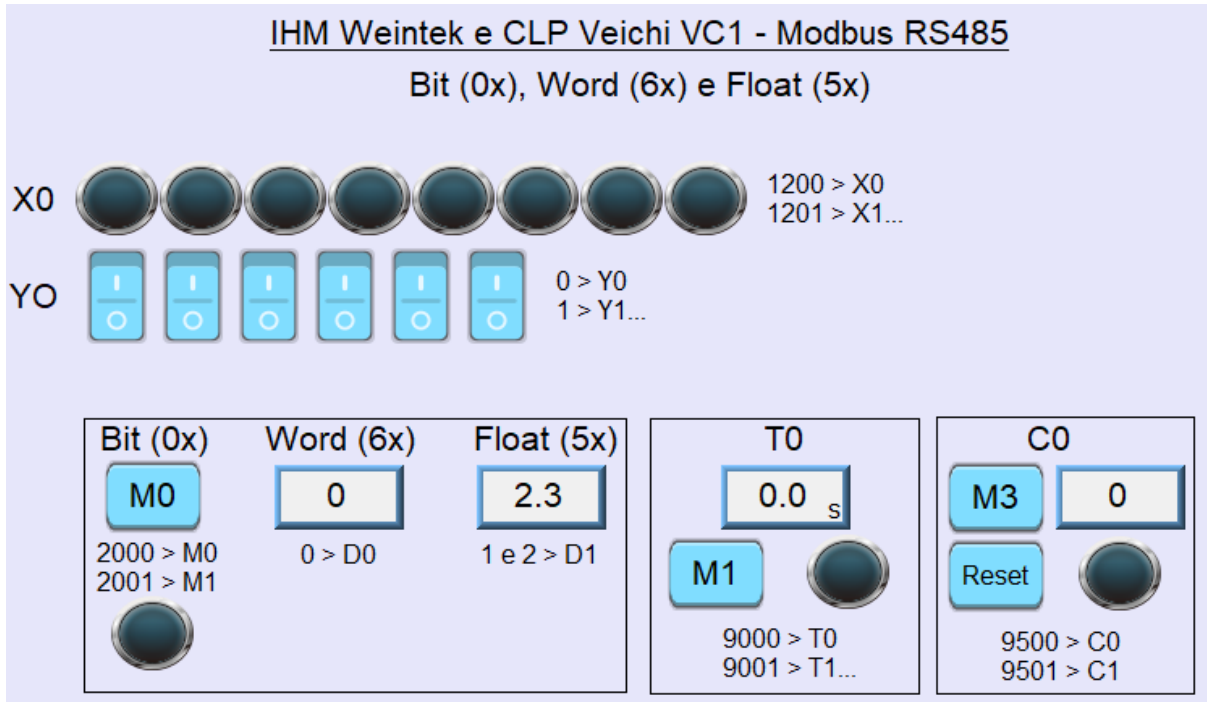 IHM Weintek e CLP Veichi VC1 - Modbus RS485
Bit (0x), Word (6x) e Float (5x)
X0
1200 > X0
1201 > X1...
YO
0 > Y0
1 > Y1...
Bit (0x)
Word (6x)
Float (5x)
M0
0
2.3
2000 > M0
2001 > M1
0 > D0
1 e 2 > D1
T0
0.0 s
M1
9000 > T0
9001 > T1...
C0
M3
0
Reset
9500 > C0
9501 > C1